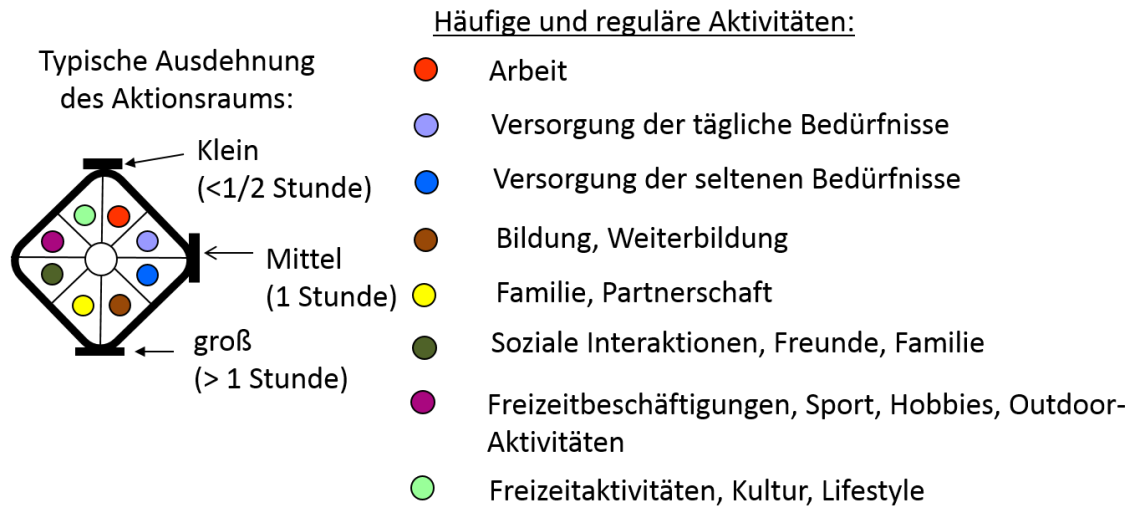 Häufige und reguläre Aktivitäten:
Typische Ausdehnung
des Aktionsraums:
Klein
(<1/2 Stunde)
Mittel
(1 Stunde)
groß
(> 1 Stunde)
Arbeit
Versorgung der tägliche Bedürfnisse
Versorgung der seltenen Bedürfnisse
Bildung, Weiterbildung
Familie, Partnerschaft
Soziale Interaktionen, Freunde, Familie
Freizeitbeschäftigungen, Sport, Hobbies, Outdoor-
Aktivitäten
Freizeitaktivitäten, Kultur, Lifestyle